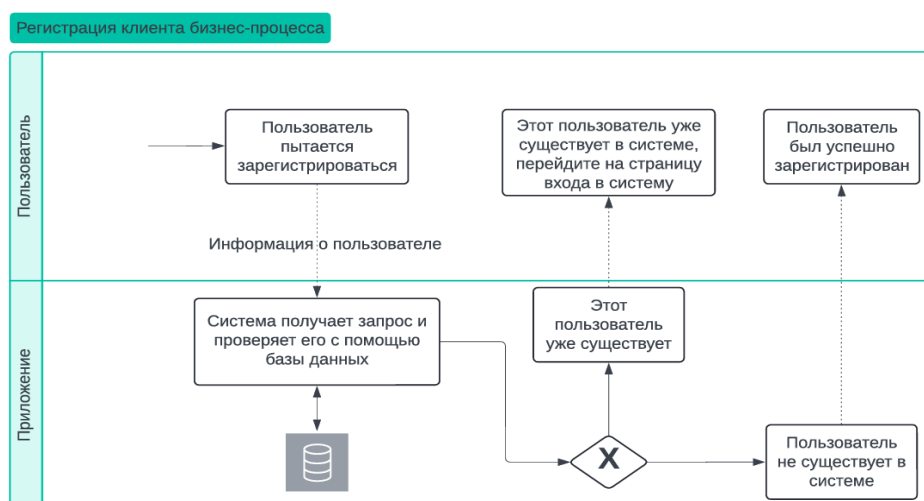 Регистрация клиента бизнес-процесса
Пользователь
Пользователь
пытается
зарегистрироваться
Этот пользователь уже
существует в системе,
перейдите на страницу
входа в систему
Пользователь
был успешно
зарегистрирован
Информация о пользователе
Приложение
Система получает запрос и
проверяет его с помощью
базы данных
Этот
пользователь
уже существует
X
Пользователь
не существует в
системе